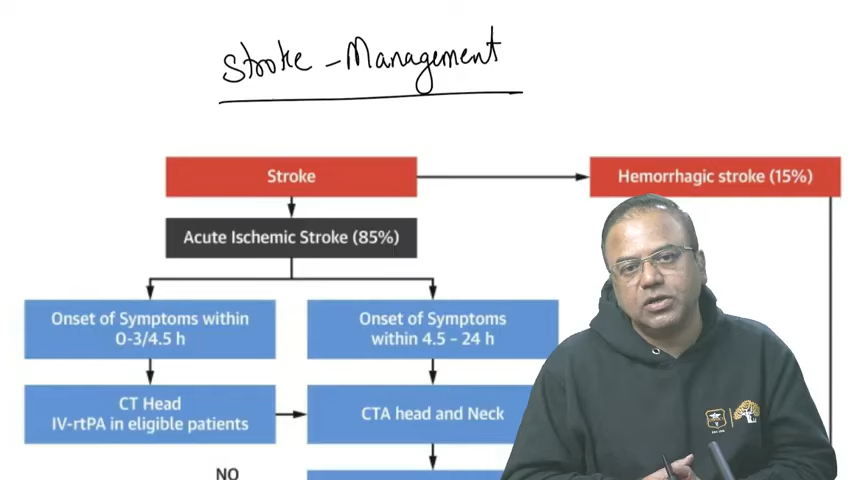 Stroke - Management
Stroke
Hemorrhagic stroke (15%)
Acute Ischemic Stroke (85%)
Onset of Symptoms within
0-3/4.5 h
Onset of Symptoms
within 4.5 - 24 h
CT Head
IV-rtPA in eligible patients
CTA head and Neck
NO